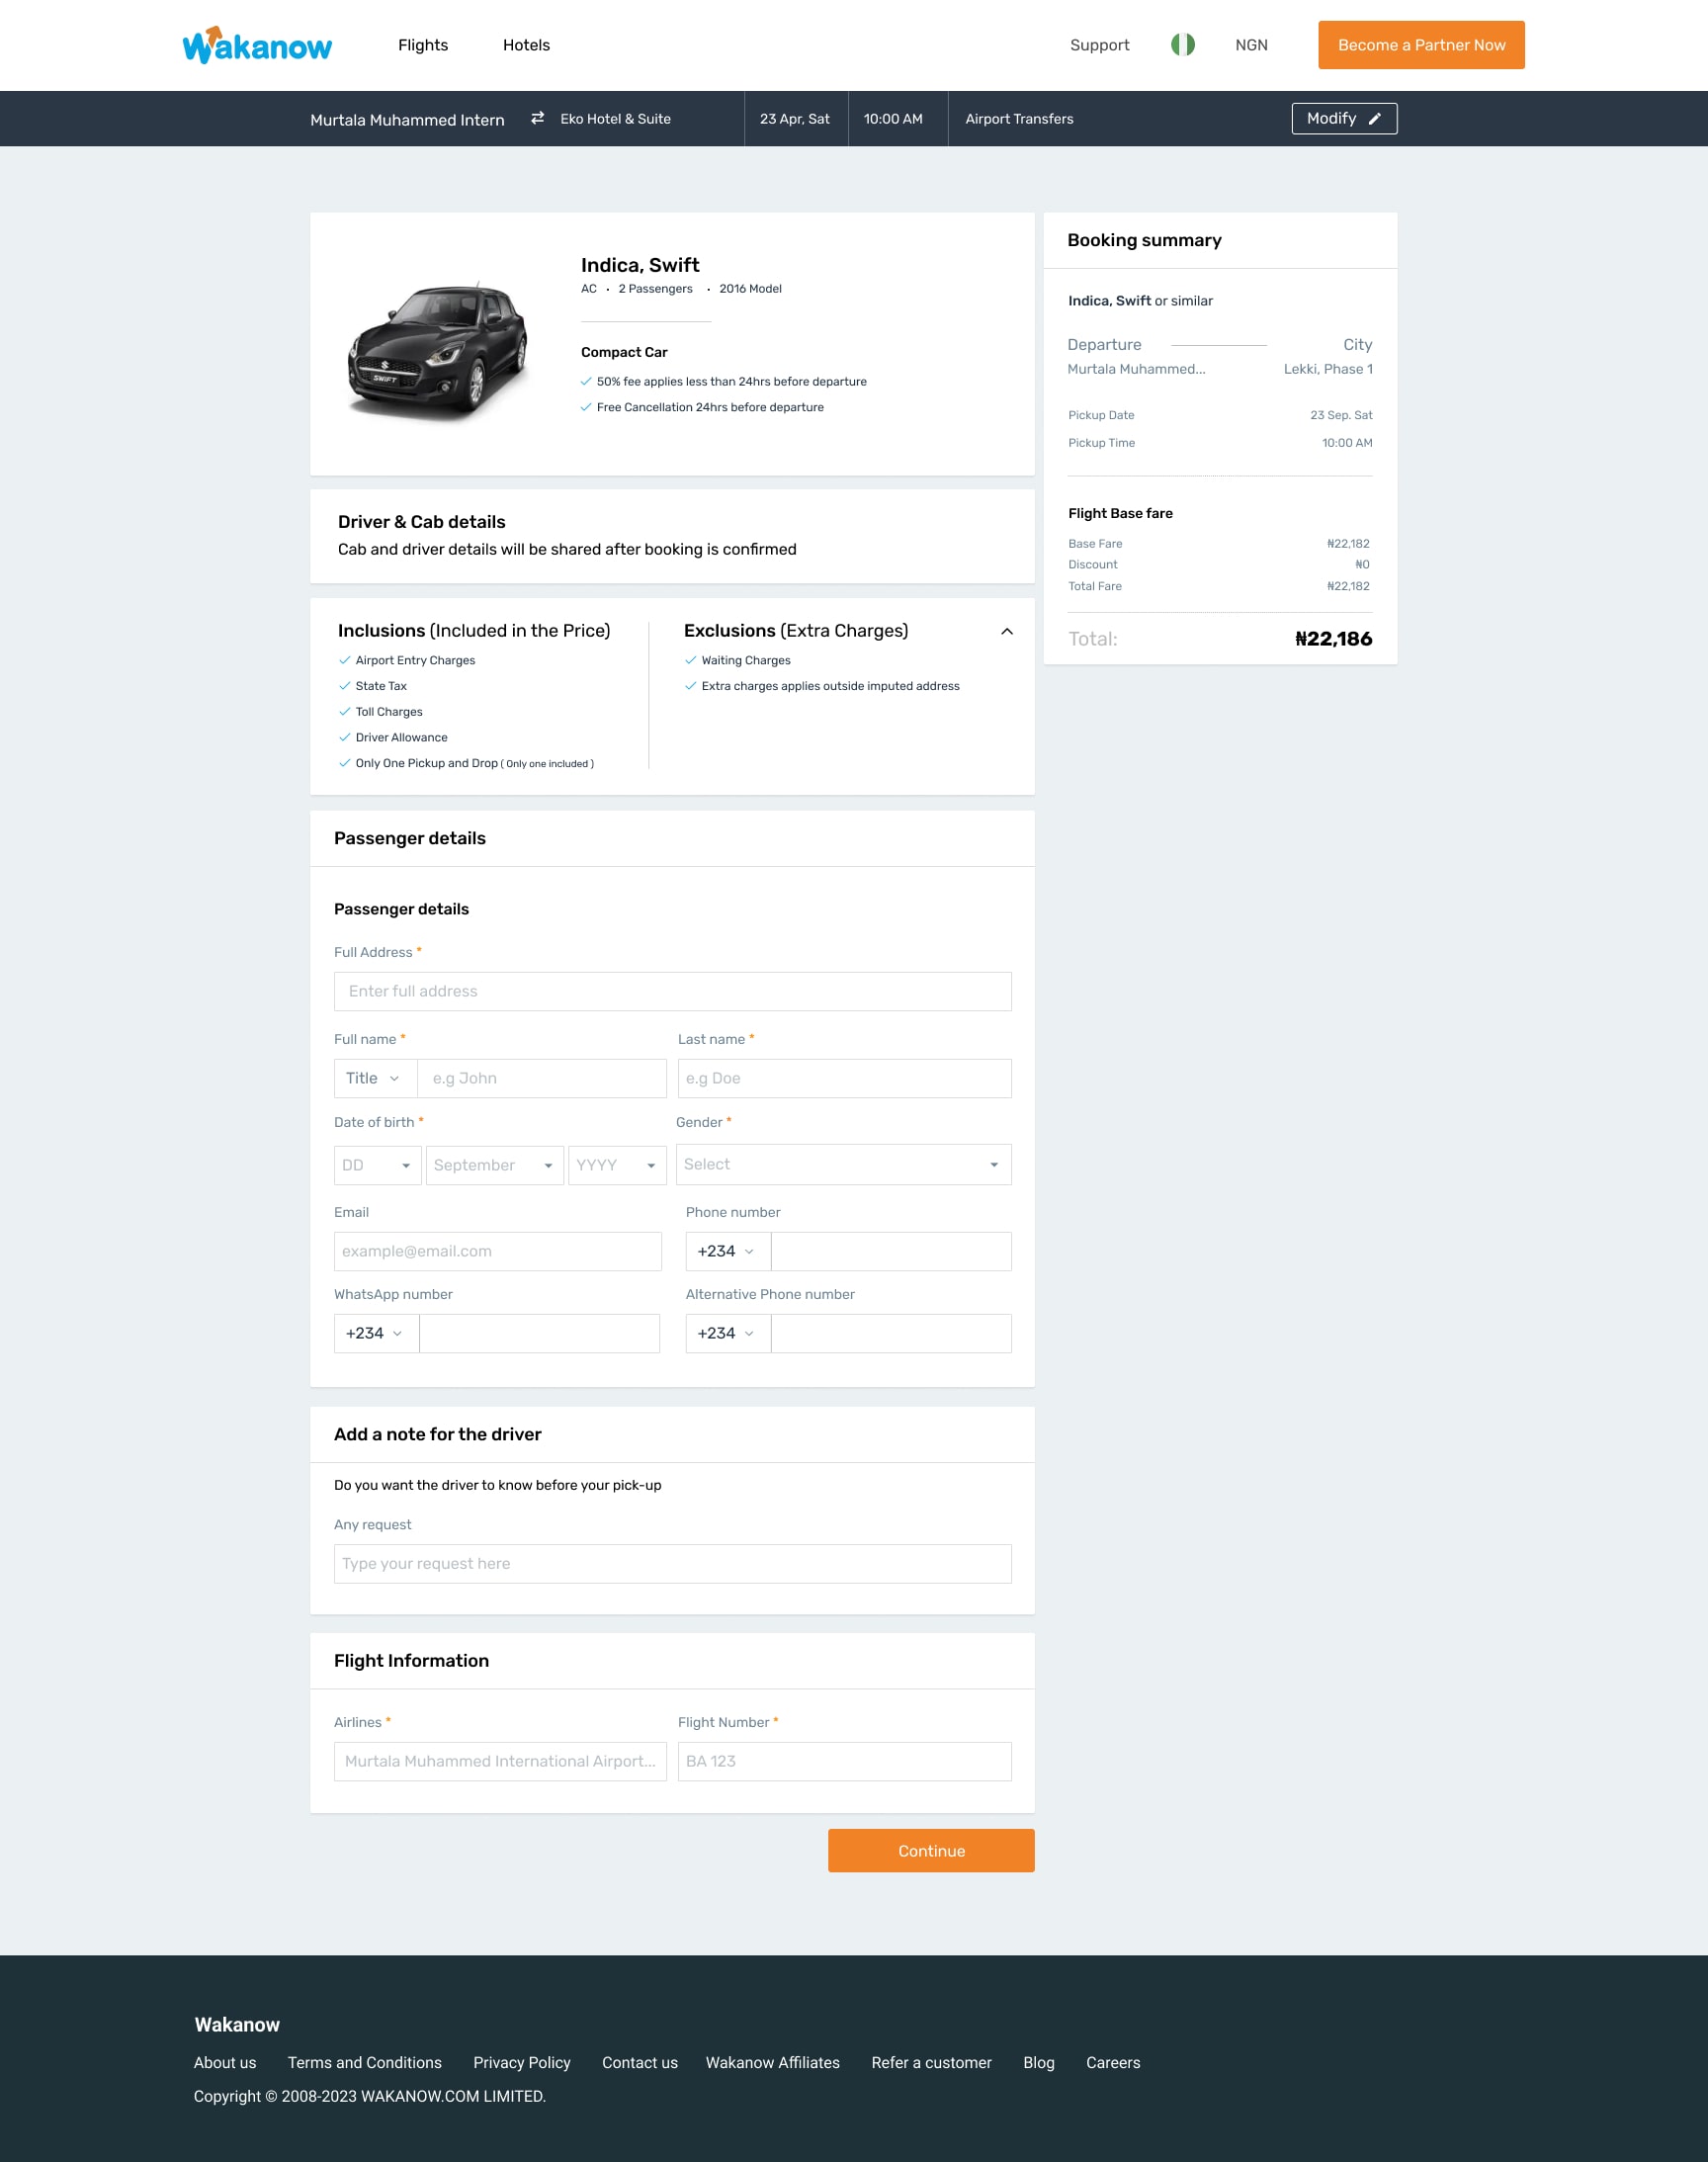 Wakanow
Flights
Hotels
Support
NGN
Become a Partner Now
Murtala Muhammed Intern
Eko Hotel & Suite
23 Apr, Sat
10:00 AM
Airport Transfers
Modify
Indica, Swift
AC • 2 Passengers • 2016 Model
Compact Car
50% fee applies less than 24hrs before departure
Free Cancellation 24hrs before departure
SWIFT
Driver & Cab details
Cab and driver details will be shared after booking is confirmed
Inclusions (Included in the Price)
Airport Entry Charges
State Tax
Toll Charges
Driver Allowance
Only One Pickup and Drop ( Only one included )
Exclusions (Extra Charges)
Waiting Charges
Extra charges applies outside imputed address
Booking summary
Indica, Swift or similar
Departure City
Murtala Muhammed... Lekki, Phase 1
Pickup Date 23 Sep. Sat
Pickup Time 10:00 AM
Flight Base fare
Base Fare ₦22,182
Discount ₦0
Total Fare ₦22,182
Total: ₦22,186
Passenger details
Passenger details
Full Address *
Enter full address
Full name * Last name *
Title e.g John e.g Doe
Date of birth * Gender *
DD September YYYY Select
Email Phone number
example@email.com +234
WhatsApp number Alternative Phone number
+234 +234
Add a note for the driver
Do you want the driver to know before your pick-up
Any request
Type your request here
Flight Information
Airlines * Flight Number *
Murtala Muhammed International Airport... BA 123
Continue
Wakanow
About us Terms and Conditions Privacy Policy Contact us Wakanow Affiliates Refer a customer Blog Careers
Copyright © 2008-2023 WAKANOW.COM LIMITED.